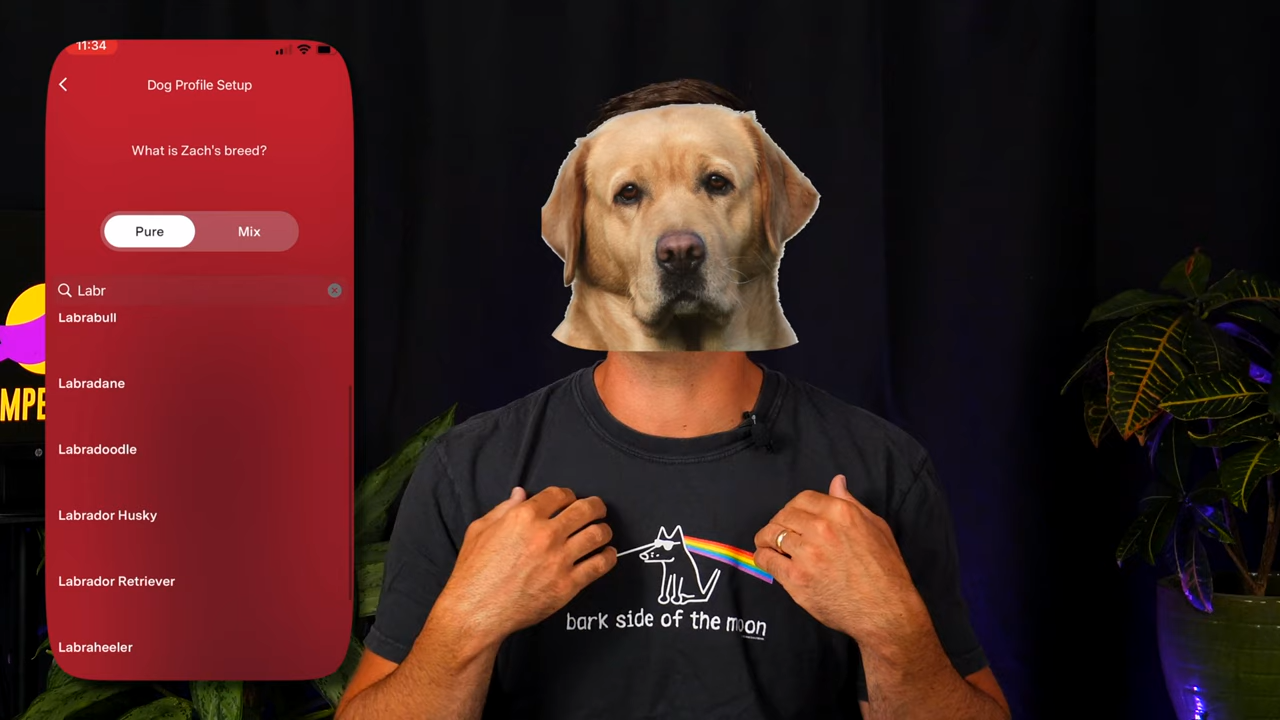 11:34
Dog Profile Setup
What is Zach's breed?
Pure
Mix
Labr
Labrabull
Labradane
Labradoodle
Labrador Husky
Labrador Retriever
Labraheeler
MPE
bark side of the moon